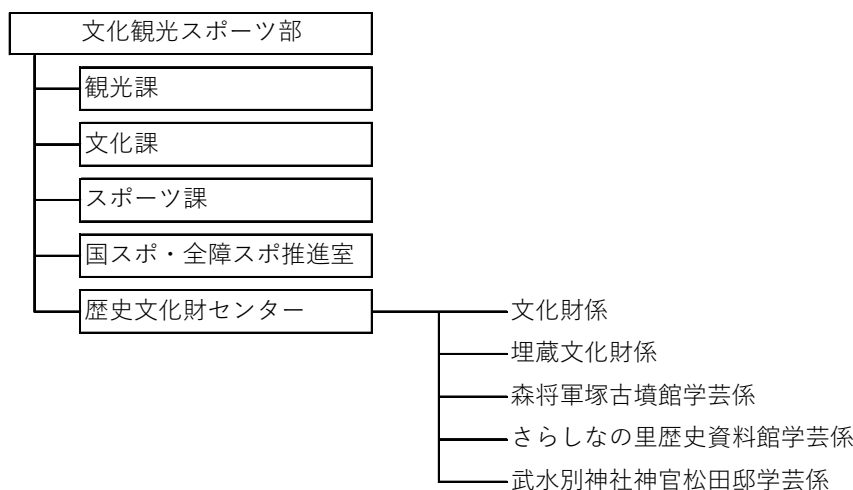 文化観光スポーツ部
観光課
文化課
スポーツ課
国スポ・全障スポ推進室
歴史文化財センター
文化財係
埋蔵文化財係
森将軍塚古墳館学芸係
さらしなの里歴史資料館学芸係
武水別神社神官松田邸学芸係